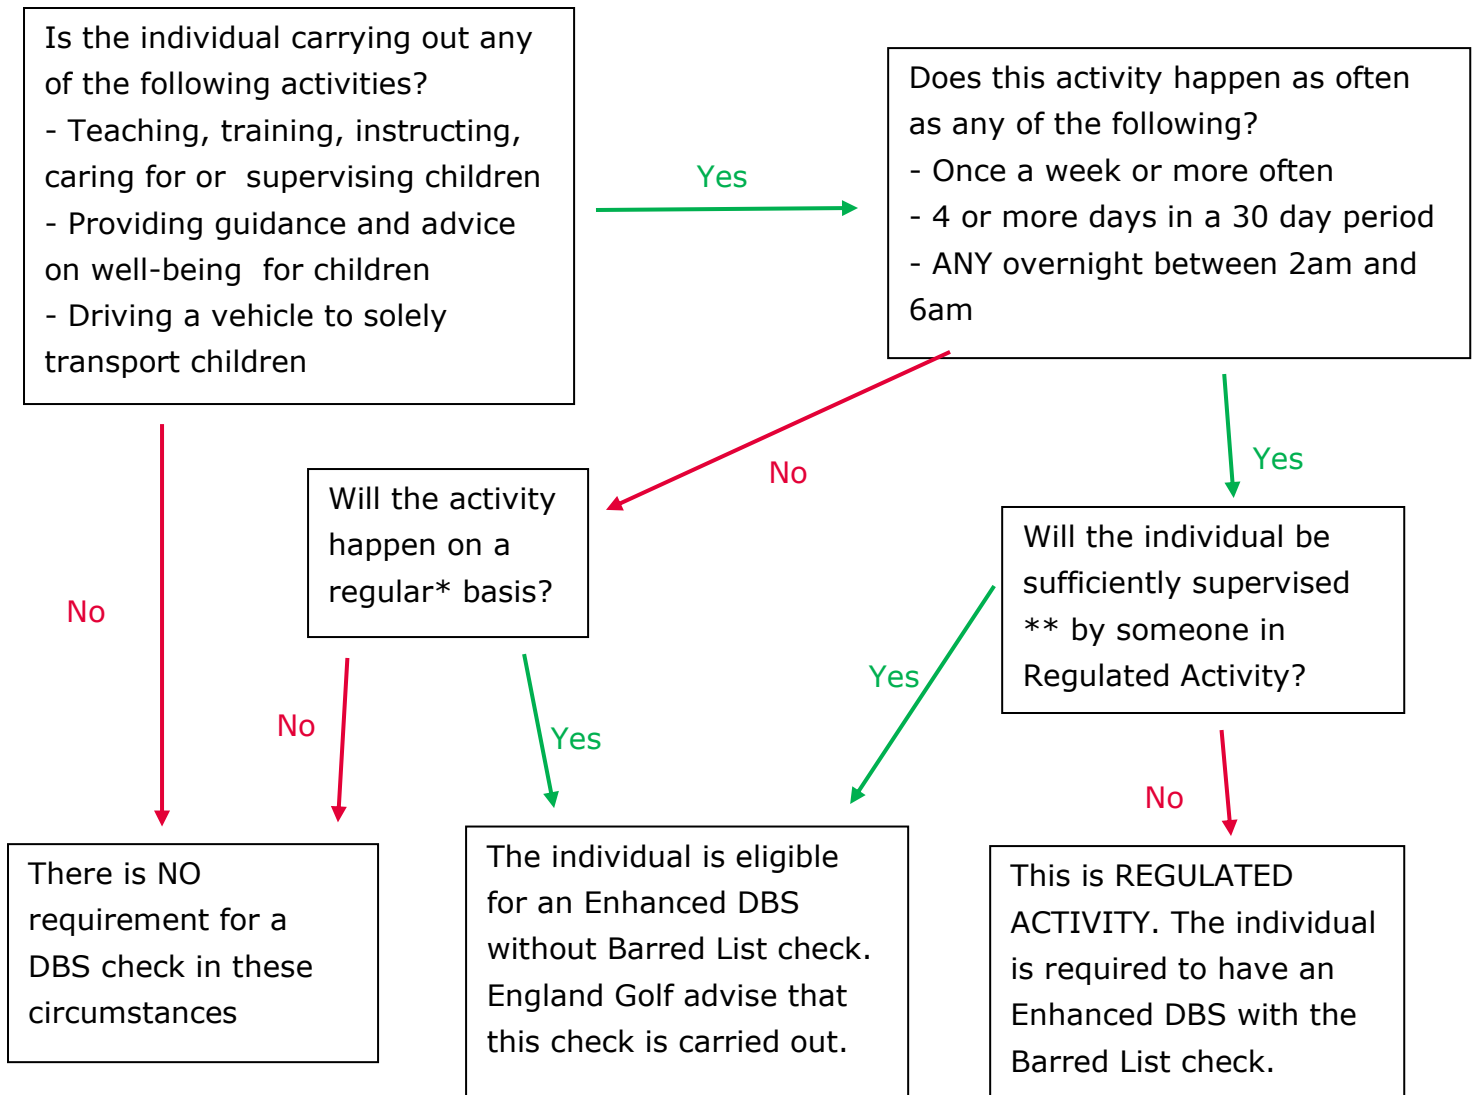 Is the individual carrying out any
of the following activities?
- Teaching, training, instructing,
caring for or  supervising children
- Providing guidance and advice
on well-being  for children
- Driving a vehicle to solely
transport children
Yes
Does this activity happen as often
as any of the following?
- Once a week or more often
- 4 or more days in a 30 day period
- ANY overnight between 2am and
6am
No
Yes
Will the activity
happen on a
regular* basis?
Will the individual be
sufficiently supervised
** by someone in
Regulated Activity?
No
Yes
No
Yes
No
There is NO
requirement for a
DBS check in these
circumstances
The individual is eligible
for an Enhanced DBS
without Barred List check.
England Golf advise that
this check is carried out.
This is REGULATED
ACTIVITY. The individual
is required to have an
Enhanced DBS with the
Barred List check.